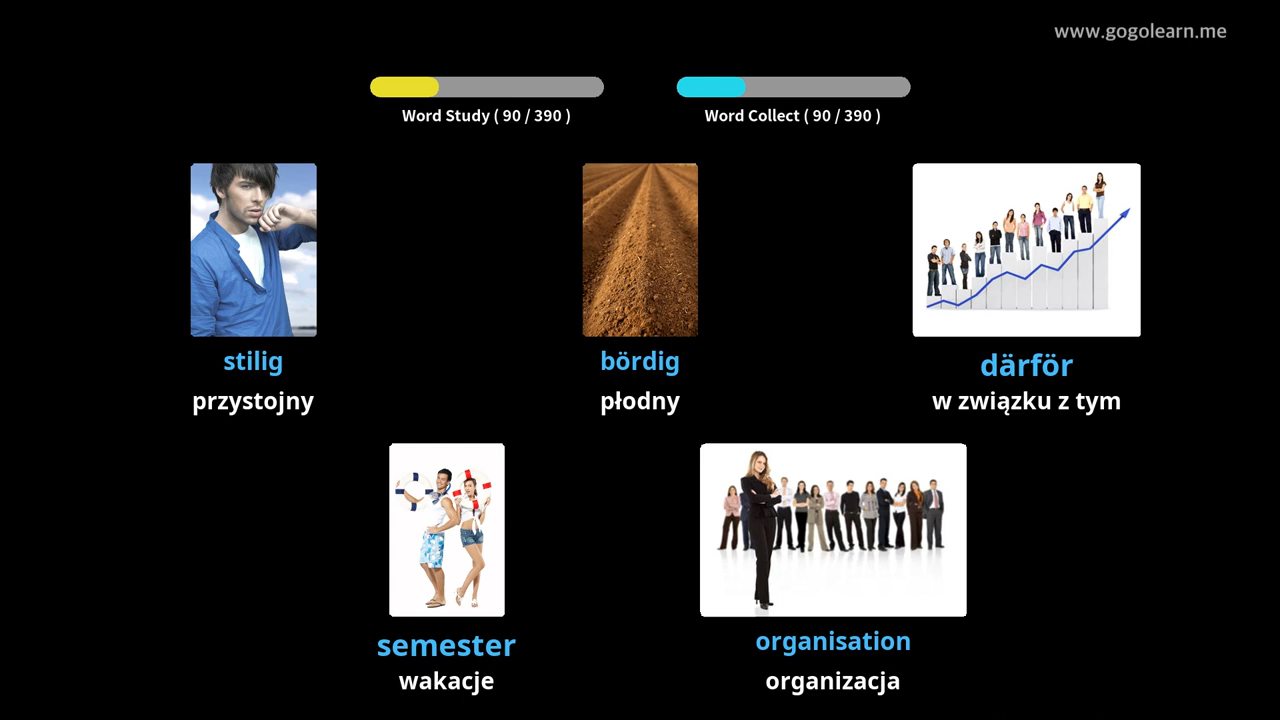 www.gogolearn.me
Word Study ( 90 / 390 )
Word Collect ( 90 / 390 )
stilig
bördig
därför
przystojny
płodny
w związku z tym
semester
organisation
wakacje
organizacja